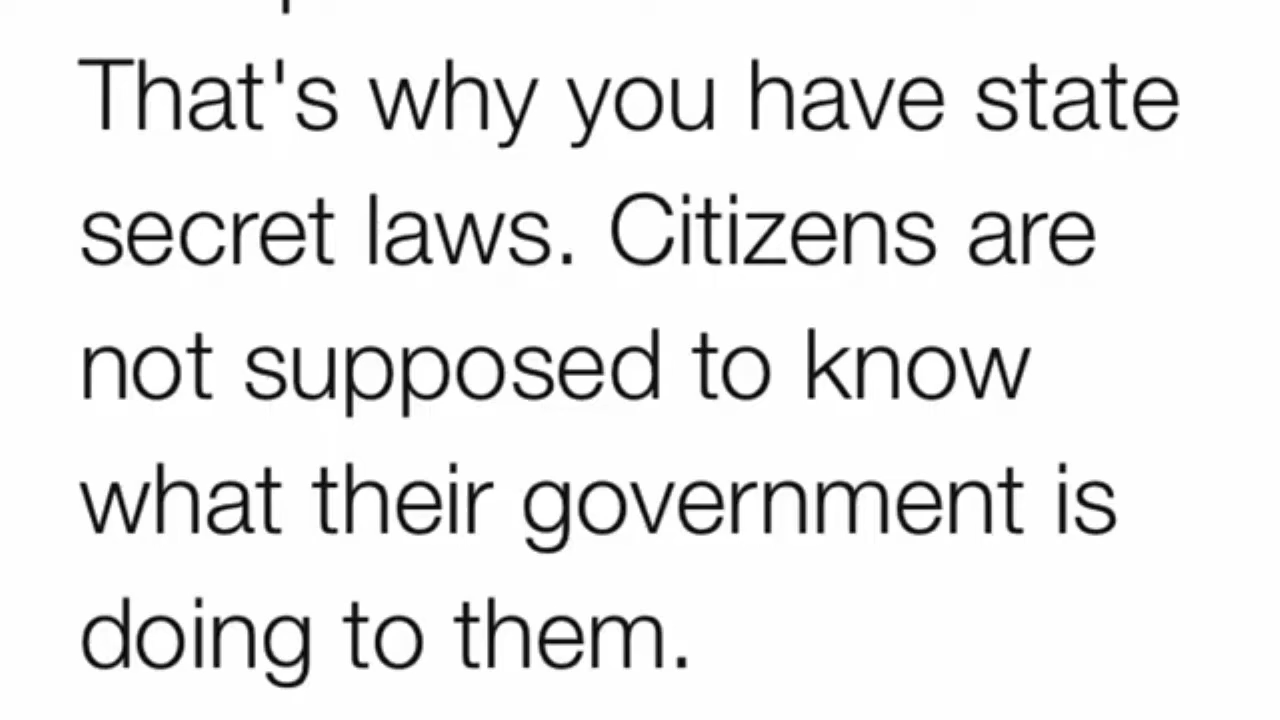 That's why you have state
secret laws. Citizens are
not supposed to know
what their government is
doing to them.